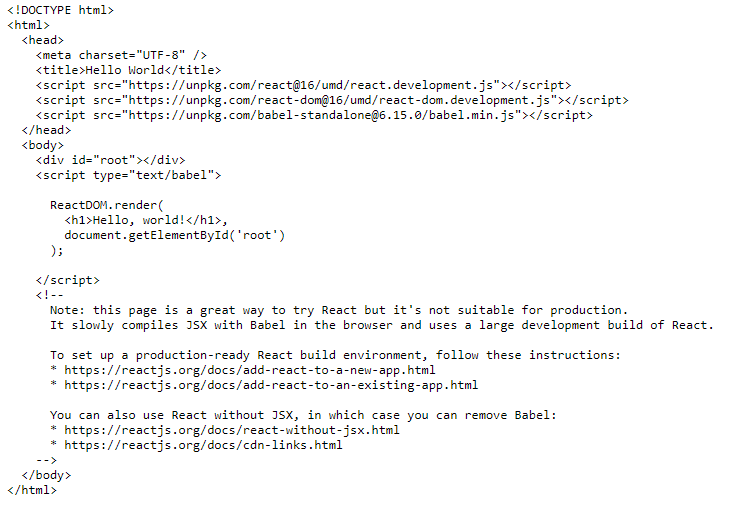 <!DOCTYPE html>
<html>
  <head>
    <meta charset="UTF-8" />
    <title>Hello World</title>
    <script src="https://unpkg.com/react@16/umd/react.development.js"></script>
    <script src="https://unpkg.com/react-dom@16/umd/react-dom.development.js"></script>
    <script src="https://unpkg.com/babel-standalone@6.15.0/babel.min.js"></script>
  </head>
  <body>
    <div id="root"></div>
    <script type="text/babel">

      ReactDOM.render(
        <h1>Hello, world!</h1>,
        document.getElementById('root')
      );

    </script>
    <!--
      Note: this page is a great way to try React but it's not suitable for production.
      It slowly compiles JSX with Babel in the browser and uses a large development build of React.

      To set up a production-ready React build environment, follow these instructions:
      * https://reactjs.org/docs/add-react-to-a-new-app.html
      * https://reactjs.org/docs/add-react-to-an-existing-app.html

      You can also use React without JSX, in which case you can remove Babel:
      * https://reactjs.org/docs/react-without-jsx.html
      * https://reactjs.org/docs/cdn-links.html
    -->
  </body>
</html>